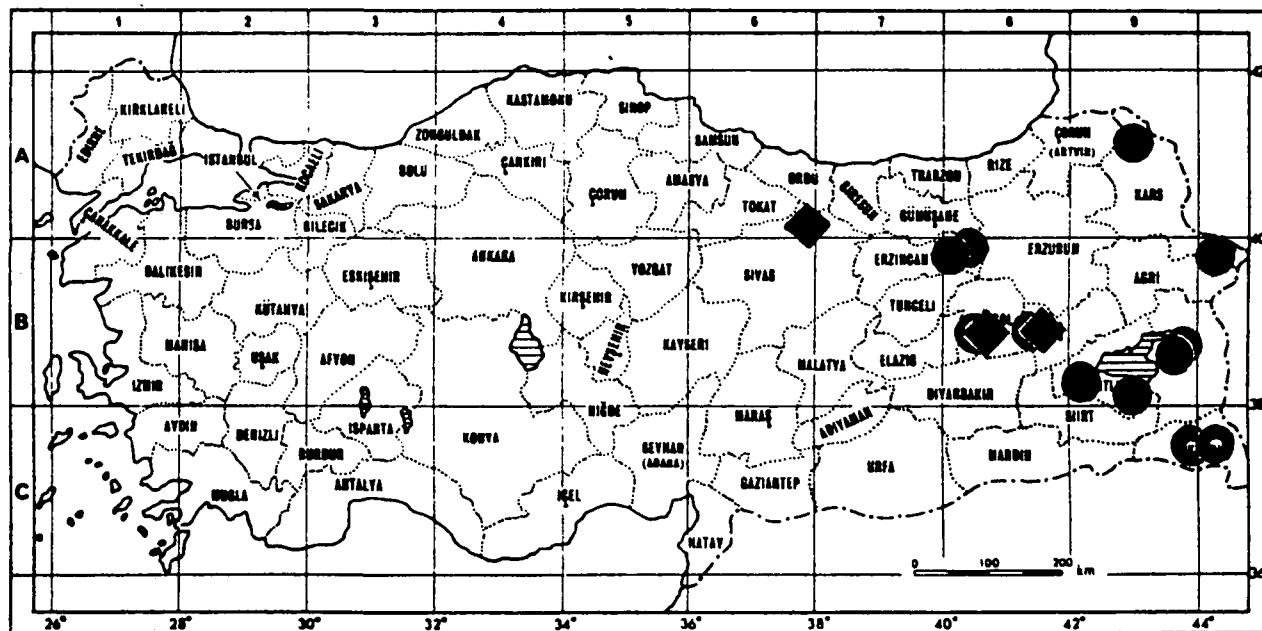 1 2 3 4 5 6 7 8 9
42
KIRKLARELI
EDIRNE
TEKIRDAĞ
ISTANBUL
KOCAELI
SAKARYA
ZONGULDAK
BOLU
KASTAMONU
ÇANKIRI
SINOP
SAMSUN
ÇORUM
AMASYA
TOKAT
ORDU
GIRESUN
TRABZON
GÜMÜŞANE
RIZE
ÇORUH
(ARTVIN)
KARS
A
ÇANAKKALE
BURSA
BILECIK
40
BALIKESIR
KÜTAHYA
ESKIŞEHIR
ANKARA
KIRŞEHIR
YOZGAT
SIVAS
ERZINCAN
ERZURUM
AGRI
TUNCELI
B
MANISA
UŞAK
AFYON
NEVŞEHIR
KAYSERI
MALATYA
ELAZIG
DIYARBAKIR
IZMIR
AYDIN
DENIZLI
ISPARTA
BURDUR
KONYA
NIĞDE
MARAŞ
ADIYAMAN
SIIRT
SEYHAN
(ADANA)
URFA
MARDIN
C
MUGLA
ANTALYA
IÇEL
GAZIANTEP
HATAY
0 100 200 km
36
26° 28° 30° 32° 34° 36° 38° 40° 42° 44°